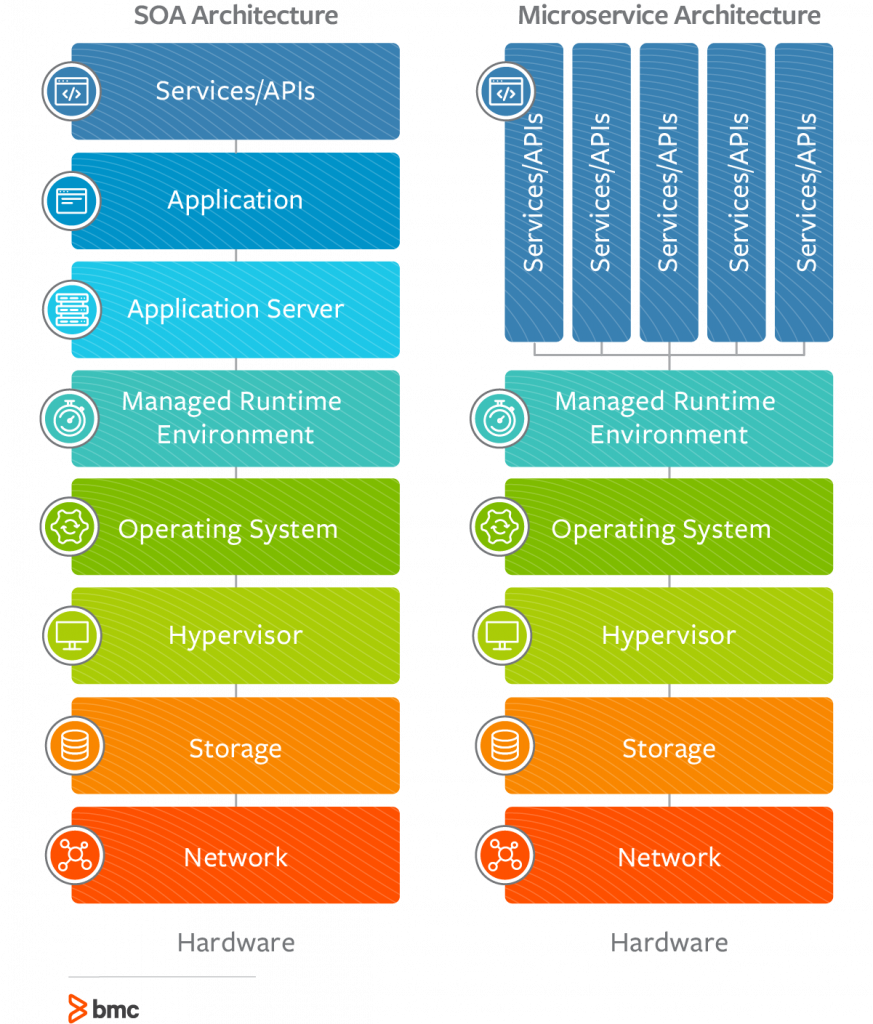 SOA Architecture
Services/APIs
Application
Application Server
Managed Runtime
Environment
Operating System
Hypervisor
Storage
Network
Hardware
Microservice Architecture
Services/APIs
Services/APIs
Services/APIs
Services/APIs
Services/APIs
Managed Runtime
Environment
Operating System
Hypervisor
Storage
Network
Hardware
bmc